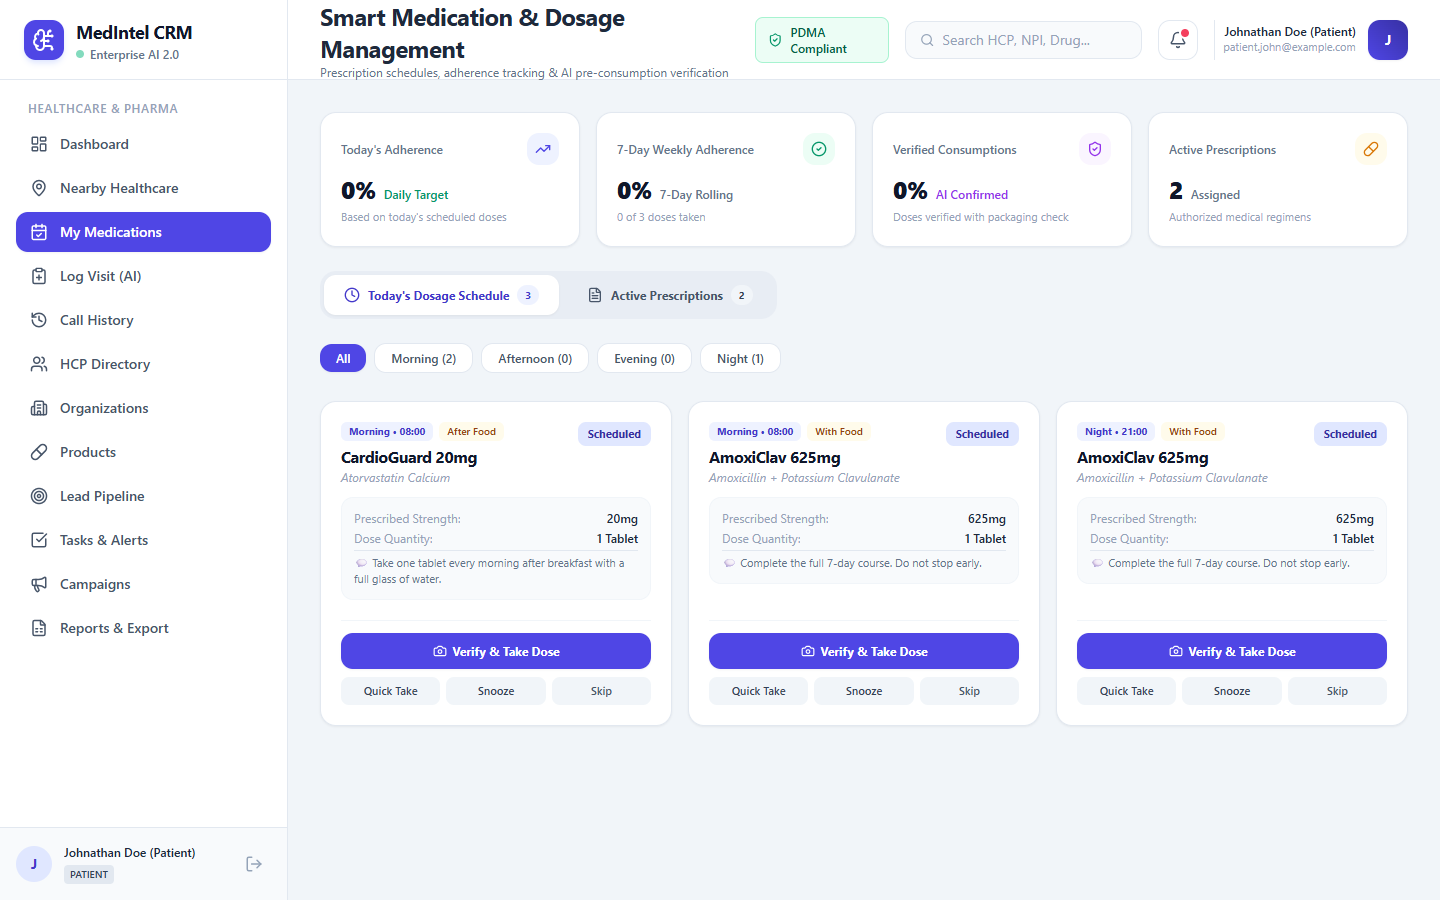 MedIntel CRM
Enterprise AI 2.0
HEALTHCARE & PHARMA
Dashboard
Nearby Healthcare
My Medications
Log Visit (AI)
Call History
HCP Directory
Organizations
Products
Lead Pipeline
Tasks & Alerts
Campaigns
Reports & Export
J
Johnathan Doe (Patient)
PATIENT
Smart Medication & Dosage
Management
Prescription schedules, adherence tracking & AI pre-consumption verification
PDMA
Compliant
Search HCP, NPI, Drug...
Johnathan Doe (Patient)
patient.john@example.com
J
Today's Adherence
0% Daily Target
Based on today's scheduled doses
7-Day Weekly Adherence
0% 7-Day Rolling
0 of 3 doses taken
Verified Consumptions
0% AI Confirmed
Doses verified with packaging check
Active Prescriptions
2 Assigned
Authorized medical regimens
Today's Dosage Schedule 3
Active Prescriptions 2
All
Morning (2)
Afternoon (0)
Evening (0)
Night (1)
Morning • 08:00
After Food
Scheduled
CardioGuard 20mg
Atorvastatin Calcium
Prescribed Strength: 20mg
Dose Quantity: 1 Tablet
Take one tablet every morning after breakfast with a
full glass of water.
Verify & Take Dose
Quick Take
Snooze
Skip
Morning • 08:00
With Food
Scheduled
AmoxiClav 625mg
Amoxicillin + Potassium Clavulanate
Prescribed Strength: 625mg
Dose Quantity: 1 Tablet
Complete the full 7-day course. Do not stop early.
Verify & Take Dose
Quick Take
Snooze
Skip
Night • 21:00
With Food
Scheduled
AmoxiClav 625mg
Amoxicillin + Potassium Clavulanate
Prescribed Strength: 625mg
Dose Quantity: 1 Tablet
Complete the full 7-day course. Do not stop early.
Verify & Take Dose
Quick Take
Snooze
Skip